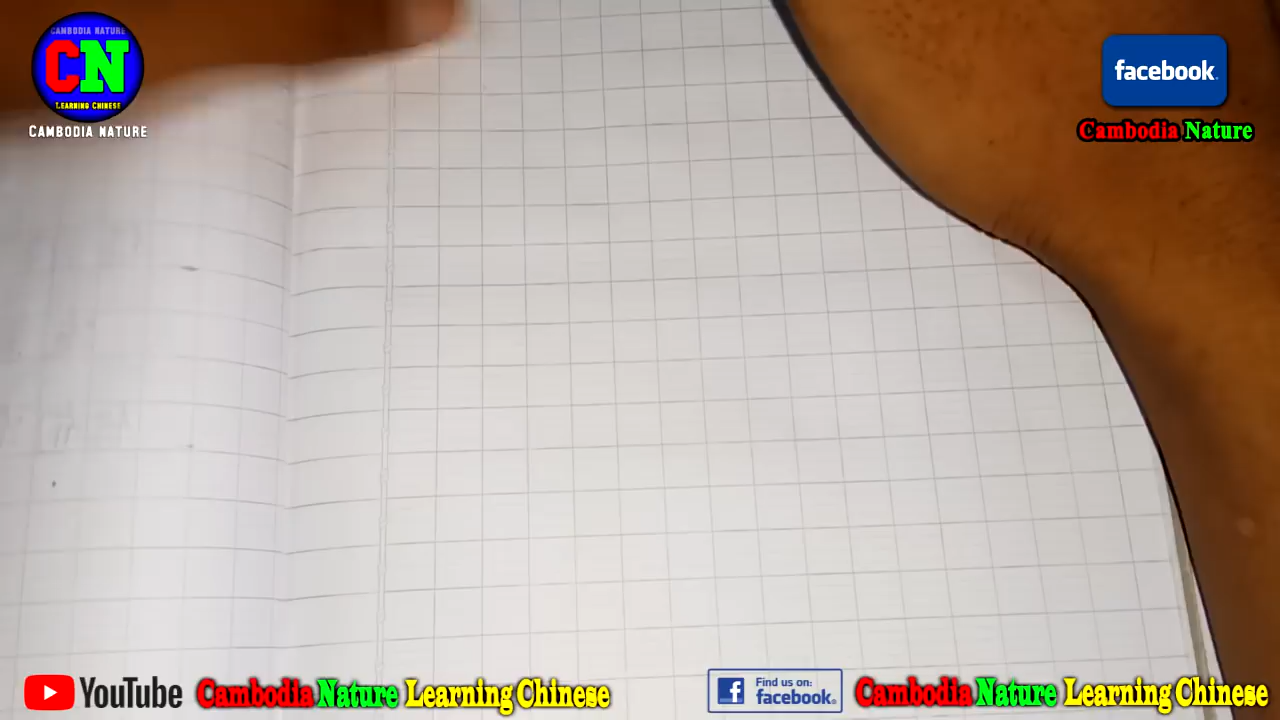 CAMBODIA NATURE
CN
LEARNING CHINESE
CAMBODIA NATURE
facebook
Cambodia Nature
YouTube Cambodia Nature Learning Chinese
Find us on:
facebook
Cambodia Nature Learning Chinese